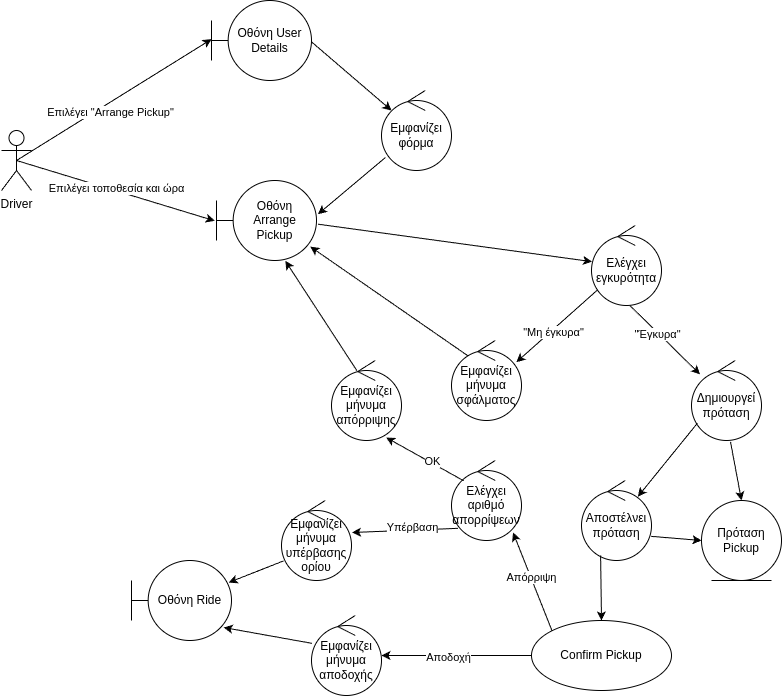 Οθόνη User
Details
Επιλέγει "Arrange Pickup"
Εμφανίζει
φόρμα
Driver
Επιλέγει τοποθεσία και ώρα
Οθόνη
Arrange
Pickup
Ελέγχει
εγκυρότητα
"Μη έγκυρα"
"Έγκυρα"
Εμφανίζει
μήνυμα
σφάλματος
Εμφανίζει
μήνυμα
απόρριψης
Δημιουργεί
πρόταση
OK
Ελέγχει
αριθμό
απορρίψεων
Υπέρβαση
Εμφανίζει
μήνυμα
υπέρβασης
ορίου
Αποστέλνει
πρόταση
Πρόταση
Pickup
Οθόνη Ride
Απόρριψη
Εμφανίζει
μήνυμα
αποδοχής
Αποδοχή
Confirm Pickup